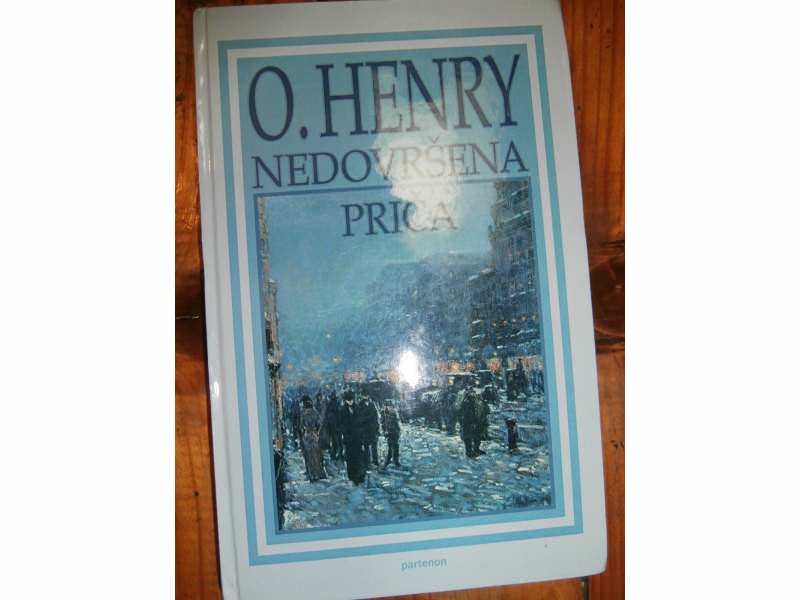 O. HENRY
NEDOVRŠENA
PRIČA
partenon